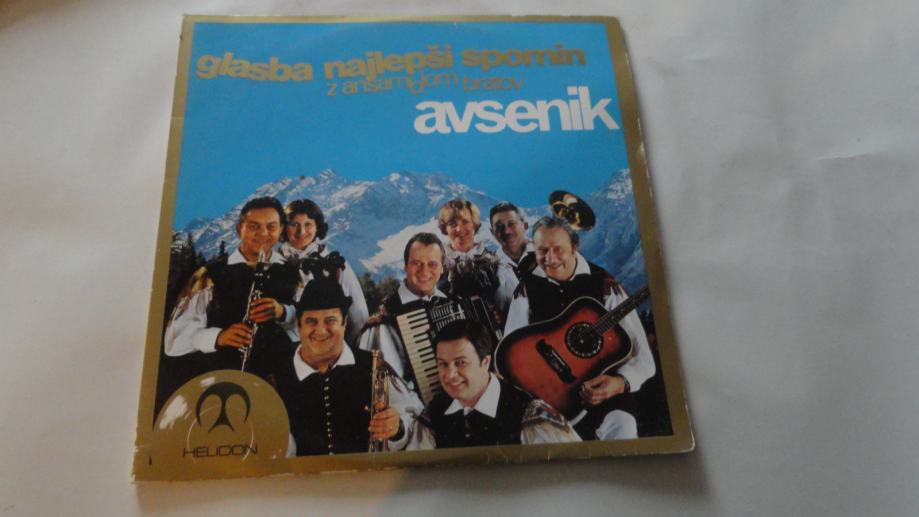 glasba najlepši spomin
z ansamblom bratov
avsenik
HELIDON